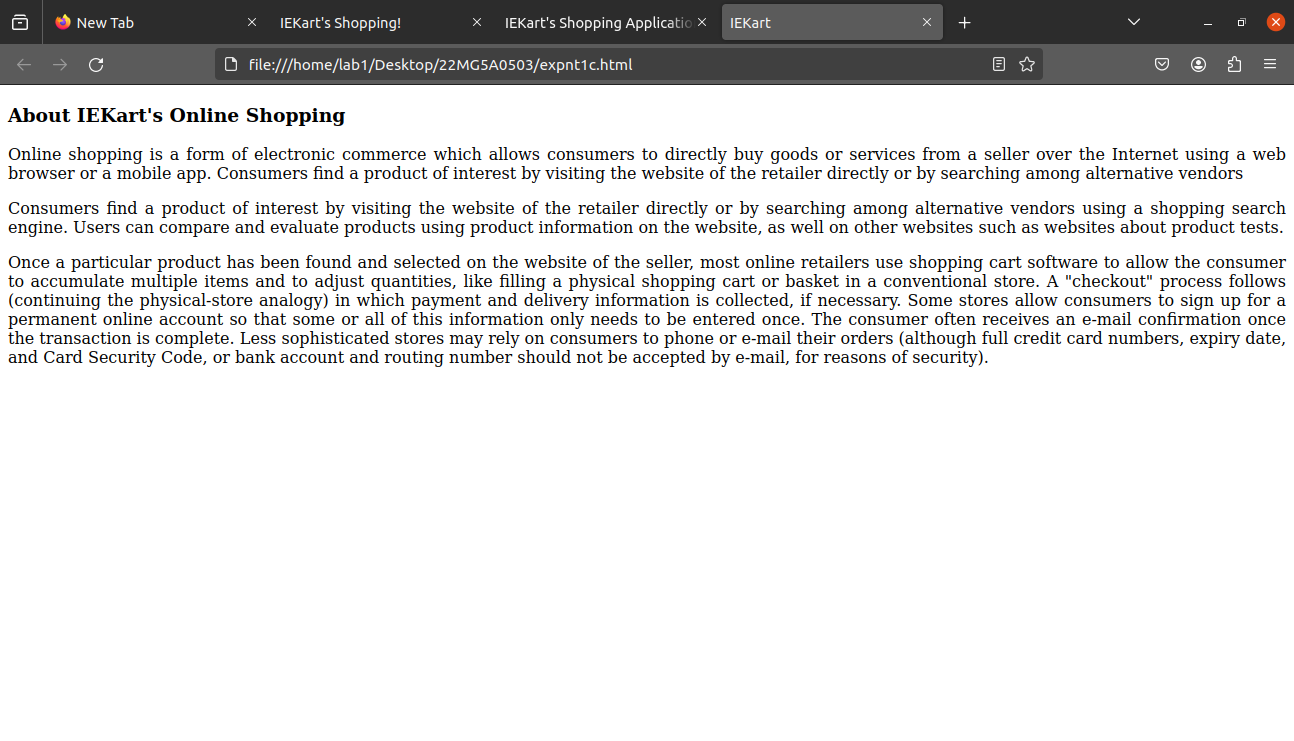 New Tab
IEKart's Shopping!
IEKart's Shopping Applicatio
IEKart
file:///home/lab1/Desktop/22MG5A0503/expnt1c.html
About IEKart's Online Shopping
Online shopping is a form of electronic commerce which allows consumers to directly buy goods or services from a seller over the Internet using a web
browser or a mobile app. Consumers find a product of interest by visiting the website of the retailer directly or by searching among alternative vendors
Consumers find a product of interest by visiting the website of the retailer directly or by searching among alternative vendors using a shopping search
engine. Users can compare and evaluate products using product information on the website, as well on other websites such as websites about product tests.
Once a particular product has been found and selected on the website of the seller, most online retailers use shopping cart software to allow the consumer
to accumulate multiple items and to adjust quantities, like filling a physical shopping cart or basket in a conventional store. A "checkout" process follows
(continuing the physical-store analogy) in which payment and delivery information is collected, if necessary. Some stores allow consumers to sign up for a
permanent online account so that some or all of this information only needs to be entered once. The consumer often receives an e-mail confirmation once
the transaction is complete. Less sophisticated stores may rely on consumers to phone or e-mail their orders (although full credit card numbers, expiry date,
and Card Security Code, or bank account and routing number should not be accepted by e-mail, for reasons of security).